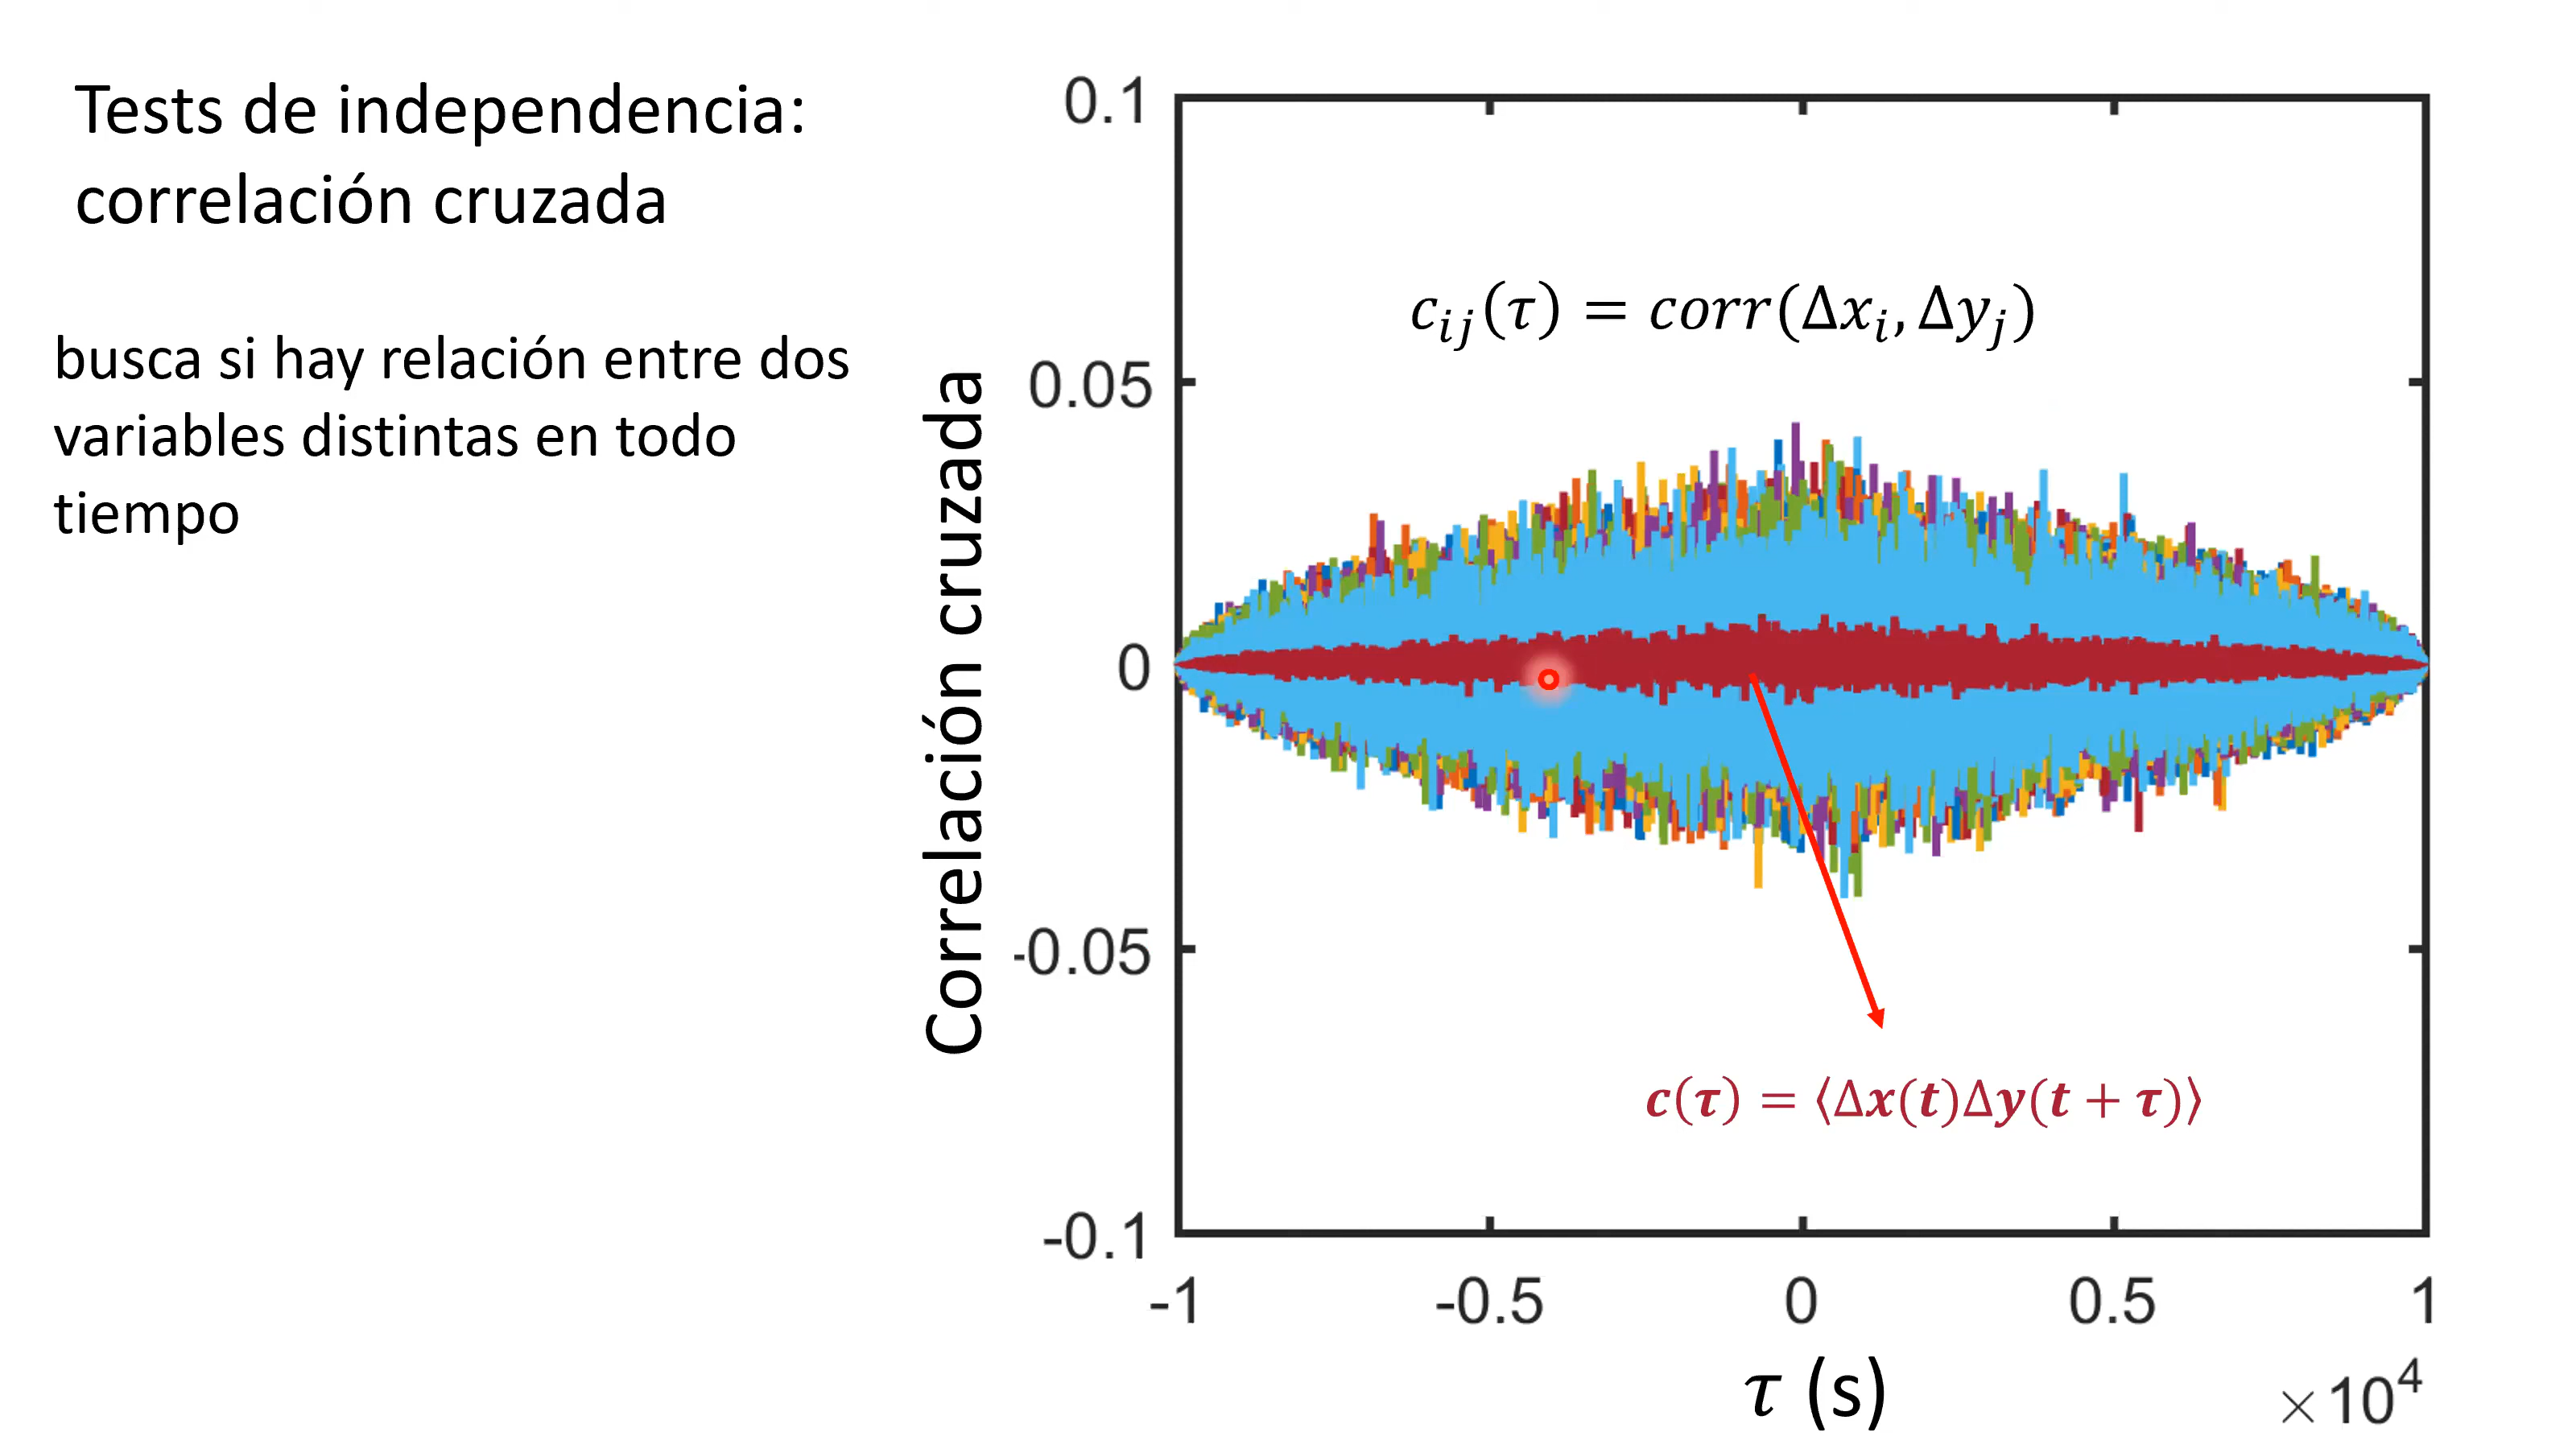 Tests de independencia:
correlación cruzada
busca si hay relación entre dos
variables distintas en todo
tiempo
Correlación cruzada
0.1
0.05
0
-0.05
-0.1
c_{ij}(τ) = corr(Δx_i, Δy_j)
c(τ) = ⟨Δx(t)Δy(t + τ)⟩
-1 -0.5 0 0.5 1
τ (s)
×10^4